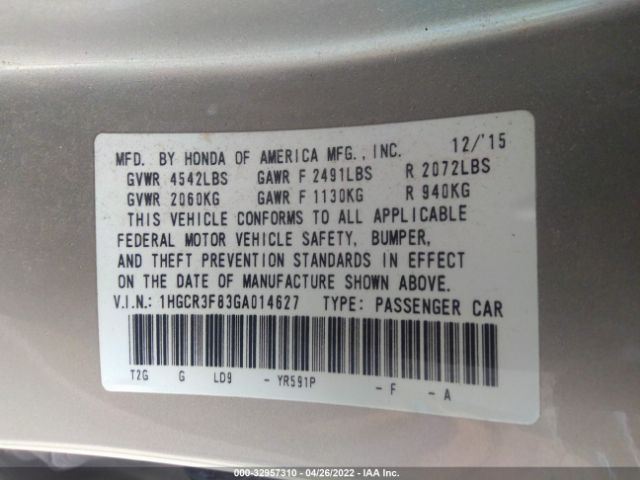 MFD. BY HONDA OF AMERICA MFG., INC. 12/'15
GVWR 4542LBS GAWR F 2491LBS R 2072LBS
GVWR 2060KG GAWR F 1130KG R 940KG
THIS VEHICLE CONFORMS TO ALL APPLICABLE
FEDERAL MOTOR VEHICLE SAFETY, BUMPER,
AND THEFT PREVENTION STANDARDS IN EFFECT
ON THE DATE OF MANUFACTURE SHOWN ABOVE.
V.I.N.: 1HGCR3F83GA014627 TYPE: PASSENGER CAR
T2G G LD9 - YR591P - F - A
000-32957310 - 04/26/2022 - IAA Inc.